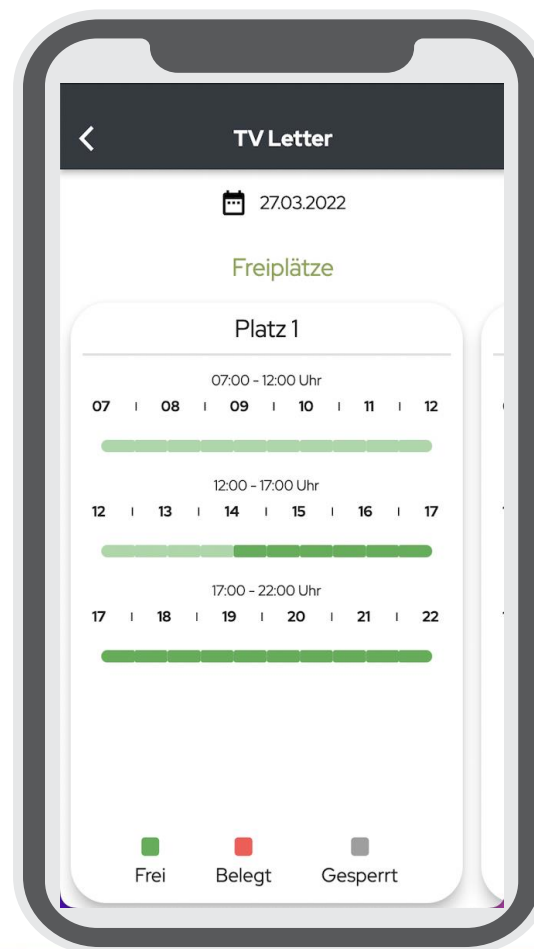 TV Letter
27.03.2022
Freiplätze
Platz 1
07:00 - 12:00 Uhr
07 08 09 10 11 12
12:00 - 17:00 Uhr
12 13 14 15 16 17
17:00 - 22:00 Uhr
17 18 19 20 21 22
Frei Belegt Gesperrt